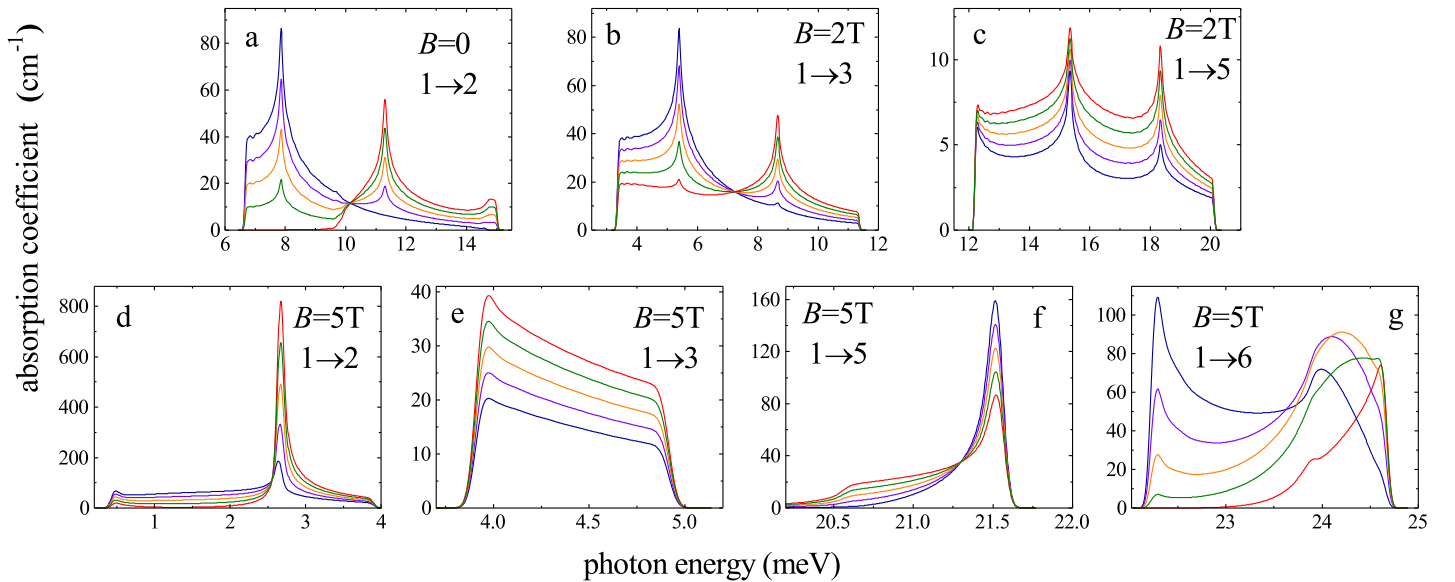 absorption coefficient (cm⁻¹)
a
B=0
1→2
80
60
40
20
0
6 8 10 12 14
b
B=2T
1→3
80
60
40
20
0
4 6 8 10 12
c
B=2T
1→5
10
5
0
12 14 16 18 20
d
B=5T
1→2
800
600
400
200
0
1 2 3 4
e
B=5T
1→3
40
30
20
10
0
4.0 4.5 5.0
B=5T
f
1→5
160
120
80
40
0
20.5 21.0 21.5 22.0
B=5T
g
1→6
100
80
60
40
20
0
23 24 25
photon energy (meV)